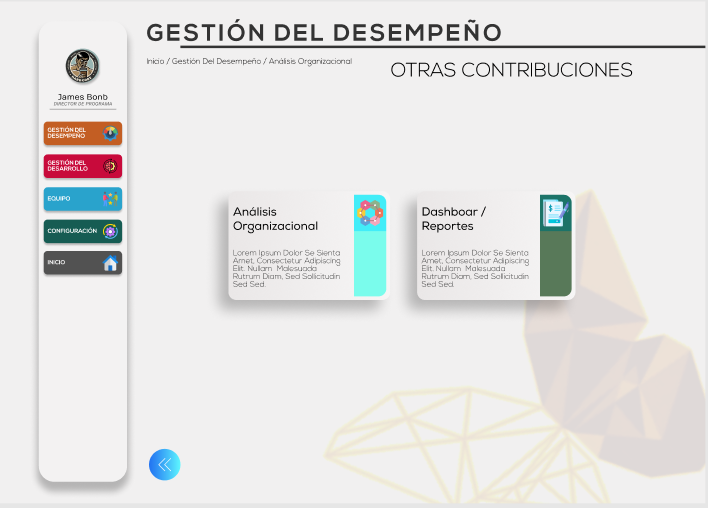 GESTIÓN DEL DESEMPEÑO
Inicio / Gestión Del Desempeño / Análisis Organizacional
OTRAS CONTRIBUCIONES
James Bonb
DIRECTOR DE PROGRAMA
GESTIÓN DEL
DESEMPEÑO
GESTIÓN DEL
DESARROLLO
EQUIPO
CONFIGURACIÓN
INICIO
Análisis
Organizacional
Lorem Ipsum Dolor Se Sienta
Amet, Consectetur Adipiscing
Elit. Nullam Malesuada
Rutrum Diam, Sed Sollicitudin
Sed Sed.
Dashboar /
Reportes
Lorem Ipsum Dolor Se Sienta
Amet, Consectetur Adipiscing
Elit. Nullam Malesuada
Rutrum Diam, Sed Sollicitudin
Sed Sed.